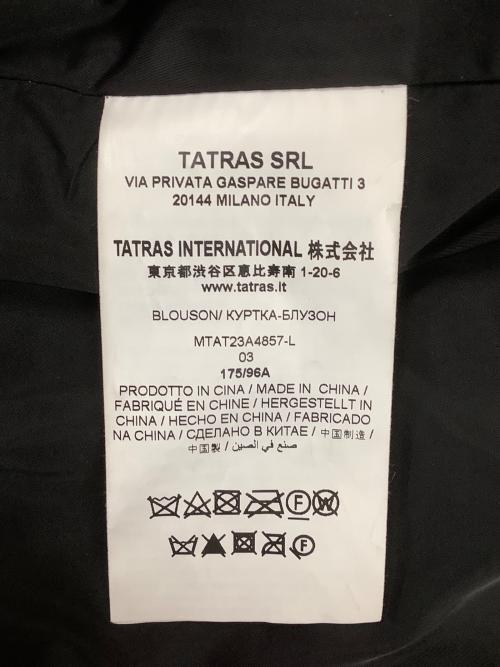 TATRAS SRL
VIA PRIVATA GASPARE BUGATTI 3
20144 MILANO ITALY
TATRAS INTERNATIONAL 株式会社
東京都渋谷区恵比寿南 1-20-6
www.tatras.it
BLOUSON/ КУРТКА-БЛУЗОН
MTAT23A4857-L
03
175/96A
PRODOTTO IN CINA / MADE IN CHINA /
FABRIQUÉ EN CHINE / HERGESTELLT IN
CHINA / HECHO EN CHINA / FABRICADO
NA CHINA / СДЕЛАНО В КИТАЕ / 中国制造 /
中国製 / صنع في الصين /
P W
F